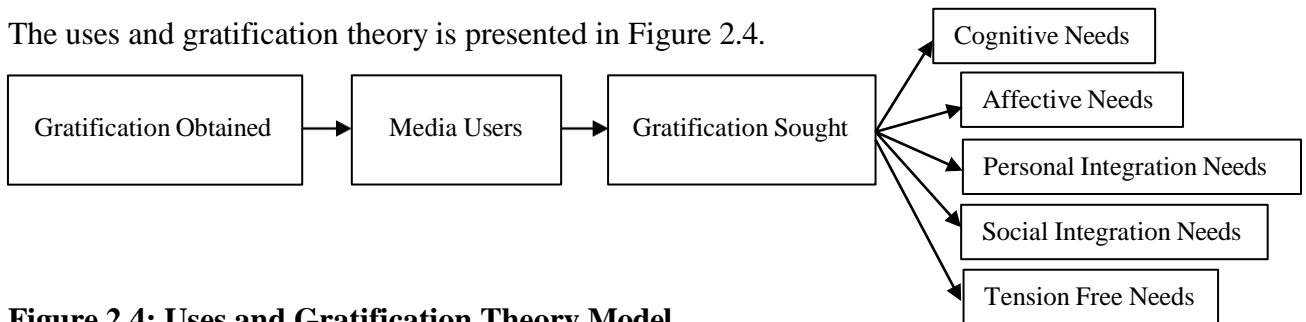 The uses and gratification theory is presented in Figure 2.4.
Gratification Obtained
Media Users
Gratification Sought
Cognitive Needs
Affective Needs
Personal Integration Needs
Social Integration Needs
Tension Free Needs
Figure 2.4: Uses and Gratification Theory Model